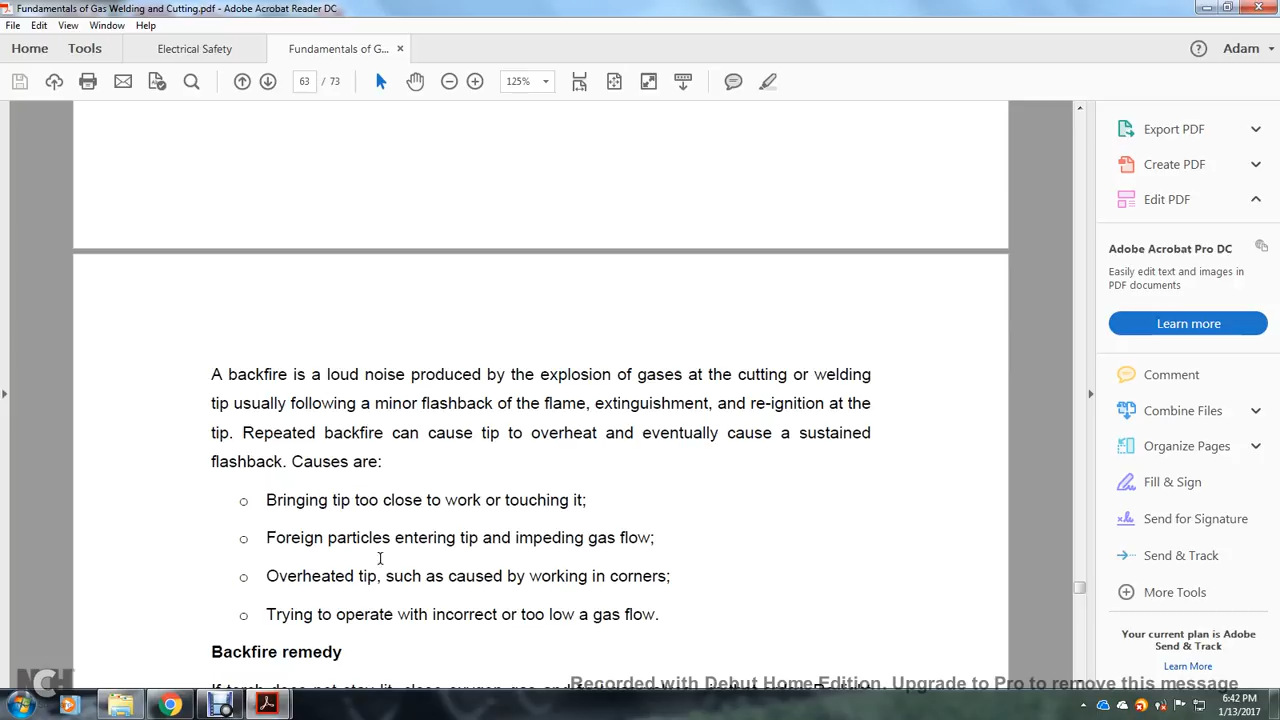 Fundamentals of Gas Welding and Cutting.pdf - Adobe Acrobat Reader DC
File Edit View Window Help
Home Tools Electrical Safety Fundamentals of G... × Adam
63 / 73 125%
Export PDF
Create PDF
Edit PDF
Adobe Acrobat Pro DC
Easily edit text and images in
PDF documents
Learn more
A backfire is a loud noise produced by the explosion of gases at the cutting or welding
tip usually following a minor flashback of the flame, extinguishment, and re-ignition at the
tip. Repeated backfire can cause tip to overheat and eventually cause a sustained
flashback. Causes are:
o Bringing tip too close to work or touching it;
o Foreign particles entering tip and impeding gas flow;
o Overheated tip, such as caused by working in corners;
o Trying to operate with incorrect or too low a gas flow.
Backfire remedy
Comment
Combine Files
Organize Pages
Fill & Sign
Send for Signature
Send & Track
More Tools
Your current plan is Adobe
Send & Track
Learn More
NCH
Recorded with Debut Home Edition. Upgrade to Pro to remove this message
6:42 PM
1/13/2017